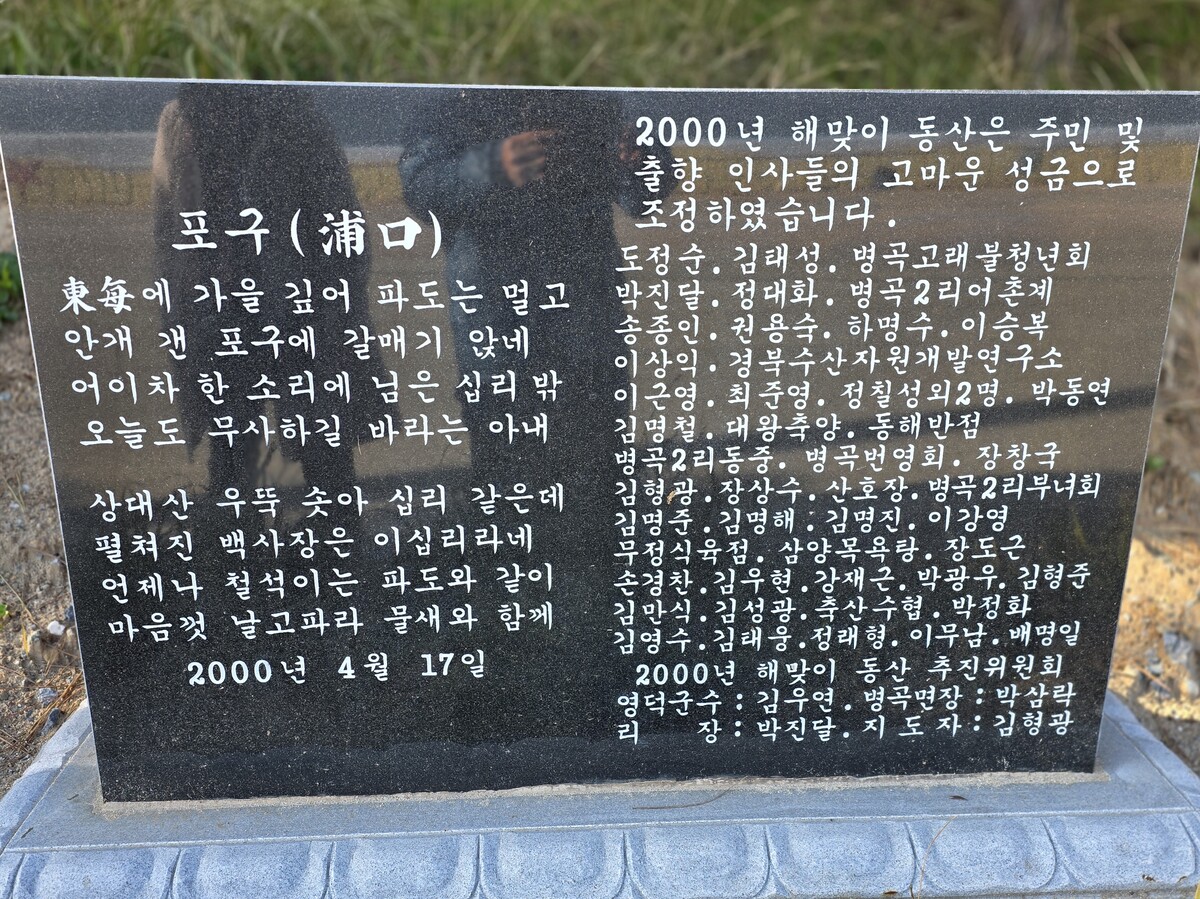 포구(浦口)
東每에 가을 깊어 파도는 멀고
안개 갠 포구에 갈매기 앉네
어이차 한 소리에 님은 십리 밖
오늘도 무사하길 바라는 아내
상대산 우뚝 솟아 십리 같은데
펼쳐진 백사장은 이십리라네
언제나 철석이는 파도와 같이
마음껏 날고파라 물새와 함께
2000년 4월 17일
2000년 해맞이 동산은 주민 및
출향 인사들의 고마운 성금으로
조정하였습니다.
도정순.김태성.병곡고래불청년회
박진달.정대화.병곡2리어촌계
송종인.권용숙.하명수.이승복
이상익.경북수산자원개발연구소
이근영.최준영.정칠성외2명.박동연
김명철.대왕축양.동해반점
병곡2리동중.병곡번영회.장창국
김형광.장상수.산호장.병곡2리부녀회
김명준.김명해:김명진.이강영
무정식육점.삼양목욕탕.장도근
손경찬.김우현.강재근.박광우.김형준
김만식.김성광.축산수협.박정화
김영수.김태웅.정래형.이무남.배명일
2000년 해맞이 동산 추진위원회
영덕군수:김우연.병곡면장:박삼락
리 장:박진달.지도자:김형광